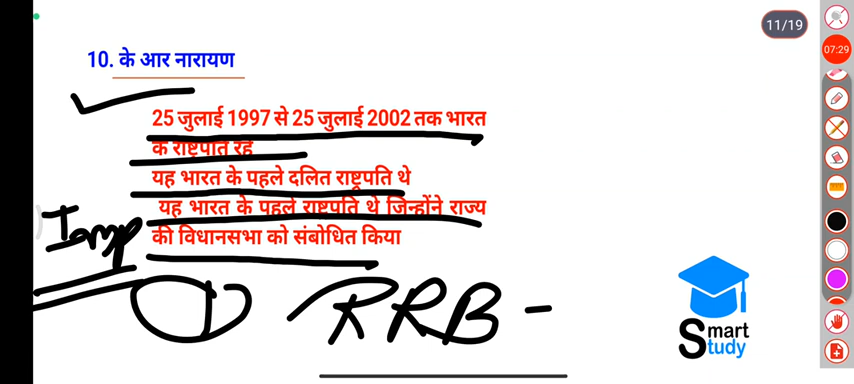 11/19
07:29
10. के आर नारायण
25 जुलाई 1997 से 25 जुलाई 2002 तक भारत
के राष्ट्रपति रहे
यह भारत के पहले दलित राष्ट्रपति थे
यह भारत के पहले राष्ट्रपति थे जिन्होंने राज्य
की विधानसभा को संबोधित किया
Imp
RRB -
Smart
Study